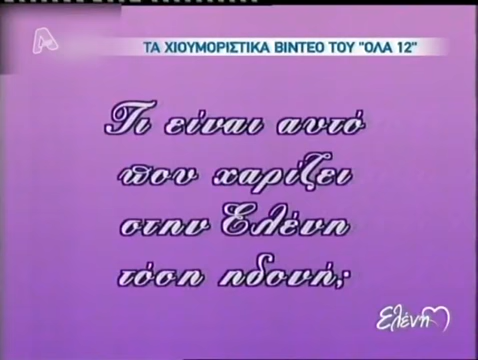 ΤΑ ΧΙΟΥΜΟΡΙΣΤΙΚΑ ΒΙΝΤΕΟ ΤΟΥ "ΟΛΑ 12"
Τι είναι αυτό
που χαρίζει
στην Ελένη
τόση ηδονή;
Ελένη